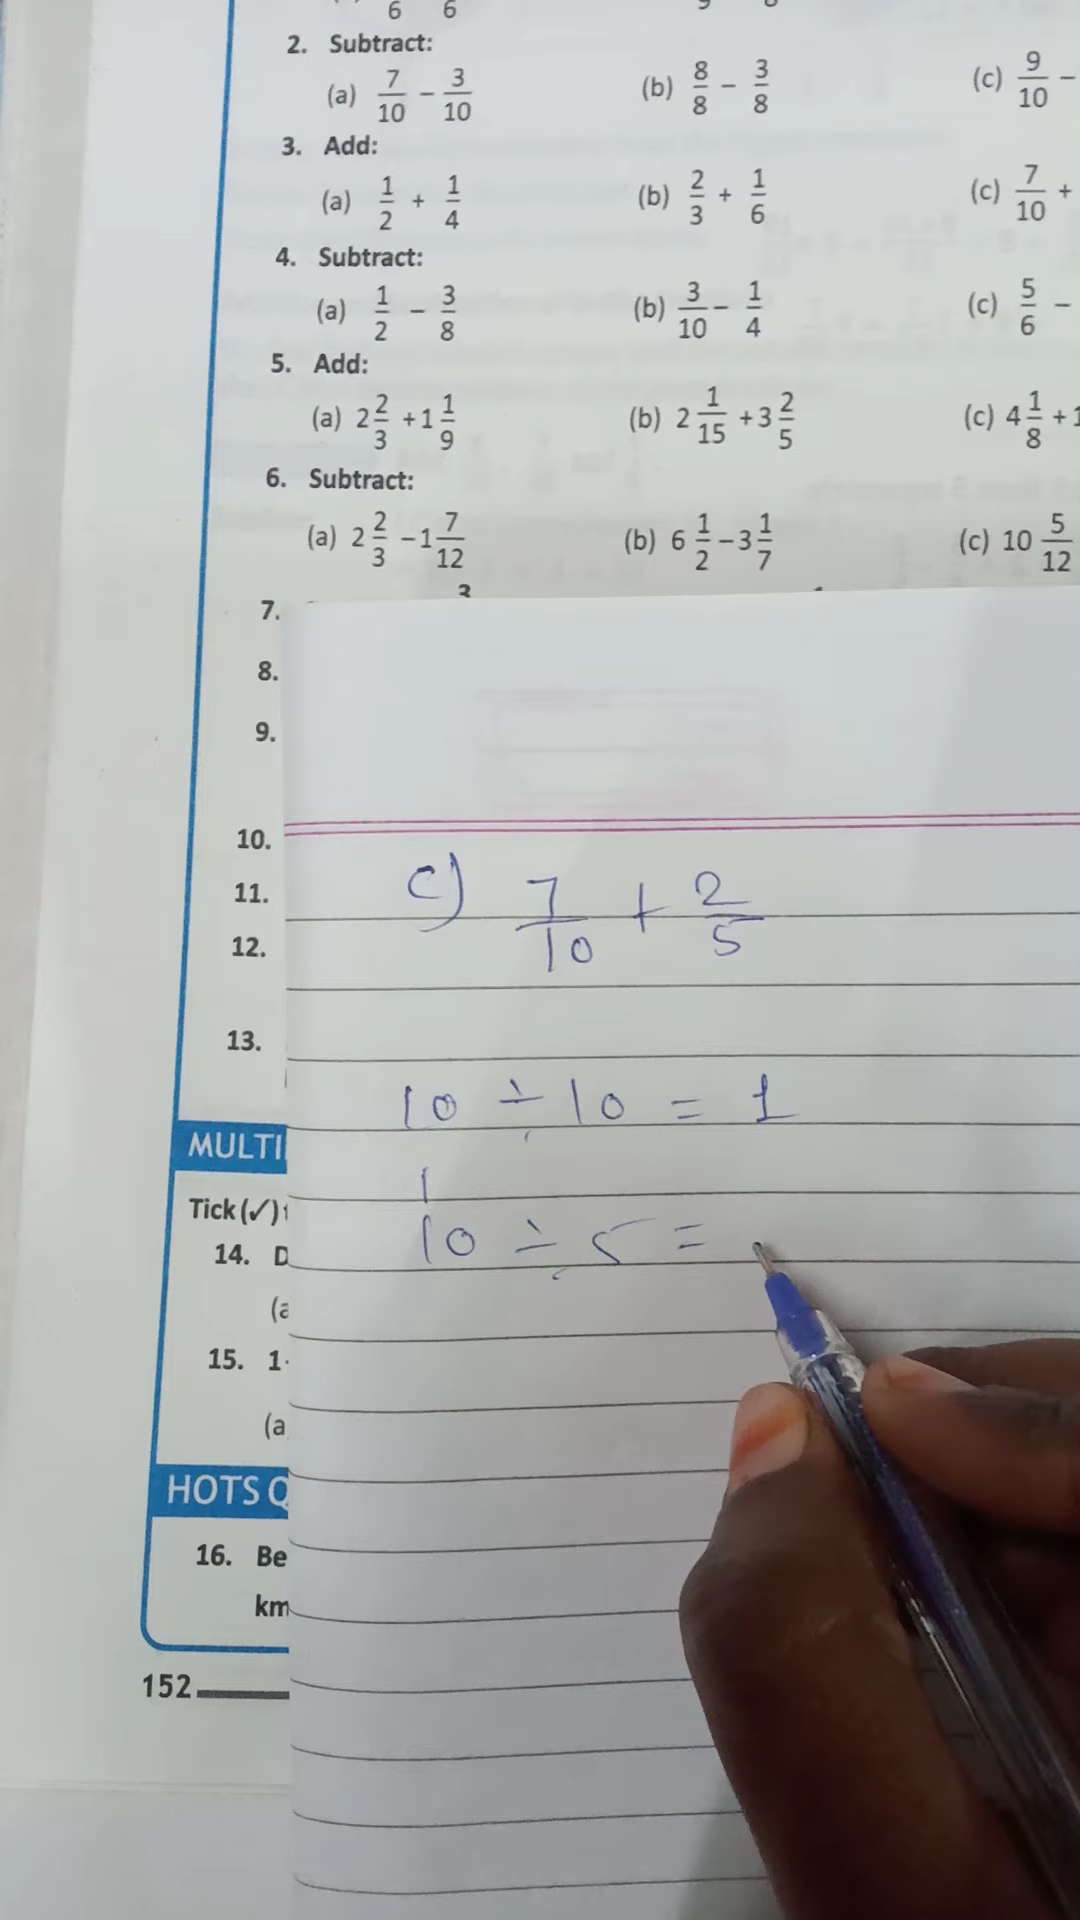 6 6
2. Subtract:
(a) 7/10 − 3/10 (b) 8/8 − 3/8 (c) 9/10 −
3. Add:
(a) 1/2 + 1/4 (b) 2/3 + 1/6 (c) 7/10 +
4. Subtract:
(a) 1/2 − 3/8 (b) 3/10 − 1/4 (c) 5/6 −
5. Add:
(a) 2 2/3 + 1 1/9 (b) 2 1/15 + 3 2/5 (c) 4 1/8 + 1
6. Subtract:
(a) 2 2/3 − 1 7/12 (b) 6 1/2 − 3 1/7 (c) 10 5/12
7.
8.
9.
10.
11.
12.
13.
c) 7/10 + 2/5
10 ÷ 10 = 1
1
10 ÷ 5 =
MULTI
Tick (✓)
14. D
(a
15. 1
(a
HOTS Q
16. Be
km
152